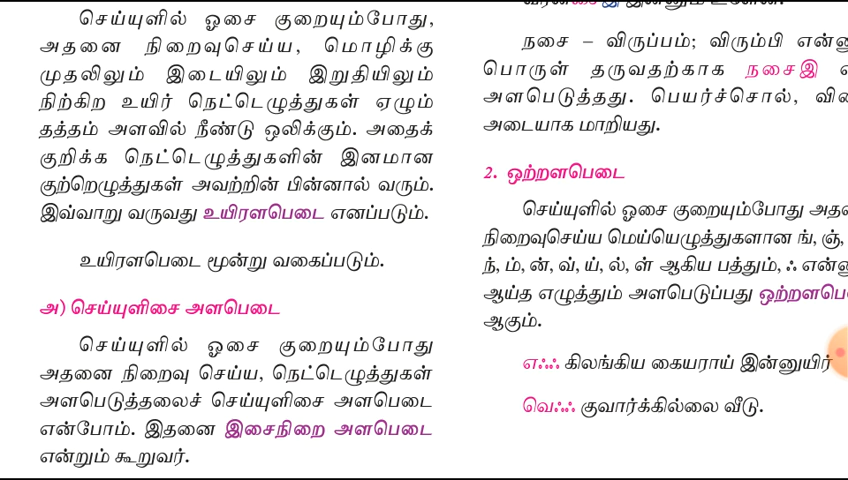 செய்யுளில் ஓசை குறையும்போது,
அதனை நிறைவுசெய்ய, மொழிக்கு
முதலிலும் இடையிலும் இறுதியிலும்
நிற்கிற உயிர் நெட்டெழுத்துகள் ஏழும்
தத்தம் அளவில் நீண்டு ஒலிக்கும். அதைக்
குறிக்க நெட்டெழுத்துகளின் இனமான
குற்றெழுத்துகள் அவற்றின் பின்னால் வரும்.
இவ்வாறு வருவது உயிரளபெடை எனப்படும்.
உயிரளபெடை மூன்று வகைப்படும்.
அ) செய்யுளிசை அளபெடை
செய்யுளில் ஓசை குறையும்போது
அதனை நிறைவு செய்ய, நெட்டெழுத்துகள்
அளபெடுத்தலைச் செய்யுளிசை அளபெடை
என்போம். இதனை இசைநிறை அளபெடை
என்றும் கூறுவர்.
நசை – விருப்பம்; விரும்பி
பொருள் தருவதற்காக நசைஇ
அளபெடுத்தது. பெயர்ச்சொல்,
அடையாக மாறியது.
2. ஒற்றளபெடை
செய்யுளில் ஓசை குறையும்போது
நிறைவுசெய்ய மெய்யெழுத்துகளான ங், ஞ்,
ந், ம், ன், வ், ய், ல், ள் ஆகிய பத்தும், ஃ
ஆய்த எழுத்தும் அளபெடுப்பது
ஆகும்.
எஃஃ கிலங்கிய கையராய் இன்னுயிர்
வெஃஃ குவார்க்கில்லை வீடு.